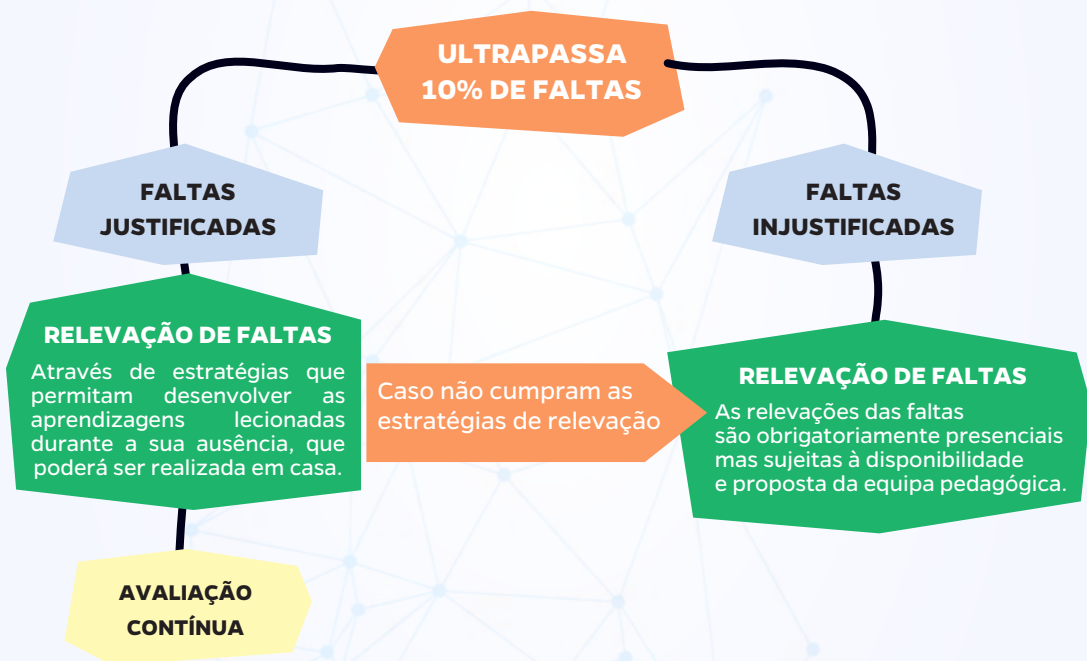 ULTRAPASSA
10% DE FALTAS
FALTAS
JUSTIFICADAS
FALTAS
INJUSTIFICADAS
RELEVAÇÃO DE FALTAS
Através de estratégias que
permitam desenvolver as
aprendizagens lecionadas
durante a sua ausência, que
poderá ser realizada em casa.
Caso não cumpram as
estratégias de relevação
RELEVAÇÃO DE FALTAS
As relevações das faltas
são obrigatoriamente presenciais
mas sujeitas à disponibilidade
e proposta da equipa pedagógica.
AVALIAÇÃO
CONTÍNUA